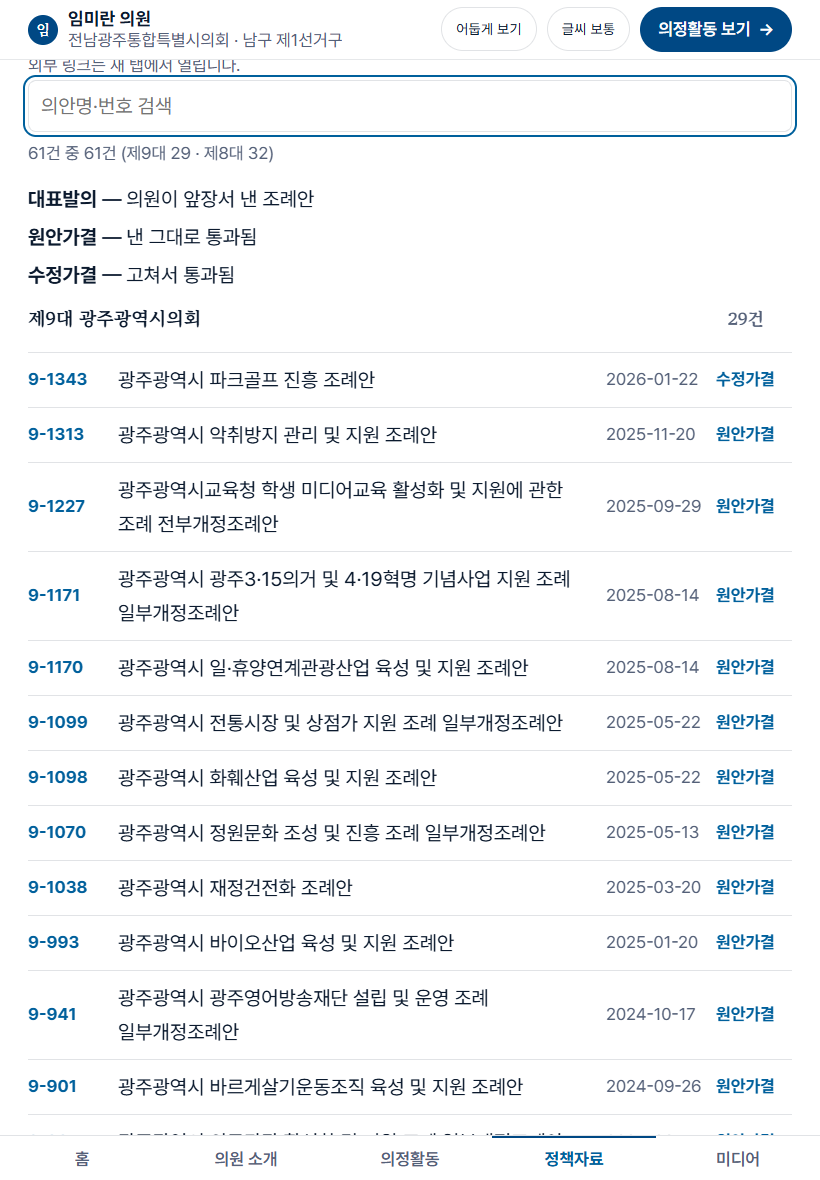 임
임미란 의원
전남광주통합특별시의회 · 남구 제1선거구
어둡게 보기
글씨 보통
의정활동 보기 →
외부 링크는 새 탭에서 열립니다.
의안명·번호 검색
61건 중 61건 (제9대 29 · 제8대 32)
대표발의 — 의원이 앞장서 낸 조례안
원안가결 — 낸 그대로 통과됨
수정가결 — 고쳐서 통과됨
제9대 광주광역시의회 29건
9-1343 광주광역시 파크골프 진흥 조례안 2026-01-22 수정가결
9-1313 광주광역시 악취방지 관리 및 지원 조례안 2025-11-20 원안가결
9-1227 광주광역시교육청 학생 미디어교육 활성화 및 지원에 관한 2025-09-29 원안가결
조례 전부개정조례안
9-1171 광주광역시 광주3·15의거 및 4·19혁명 기념사업 지원 조례 2025-08-14 원안가결
일부개정조례안
9-1170 광주광역시 일·휴양연계관광산업 육성 및 지원 조례안 2025-08-14 원안가결
9-1099 광주광역시 전통시장 및 상점가 지원 조례 일부개정조례안 2025-05-22 원안가결
9-1098 광주광역시 화훼산업 육성 및 지원 조례안 2025-05-22 원안가결
9-1070 광주광역시 정원문화 조성 및 진흥 조례 일부개정조례안 2025-05-13 원안가결
9-1038 광주광역시 재정건전화 조례안 2025-03-20 원안가결
9-993 광주광역시 바이오산업 육성 및 지원 조례안 2025-01-20 원안가결
9-941 광주광역시 광주영어방송재단 설립 및 운영 조례 2024-10-17 원안가결
일부개정조례안
9-901 광주광역시 바르게살기운동조직 육성 및 지원 조례안 2024-09-26 원안가결
홈
의원 소개
의정활동
정책자료
미디어